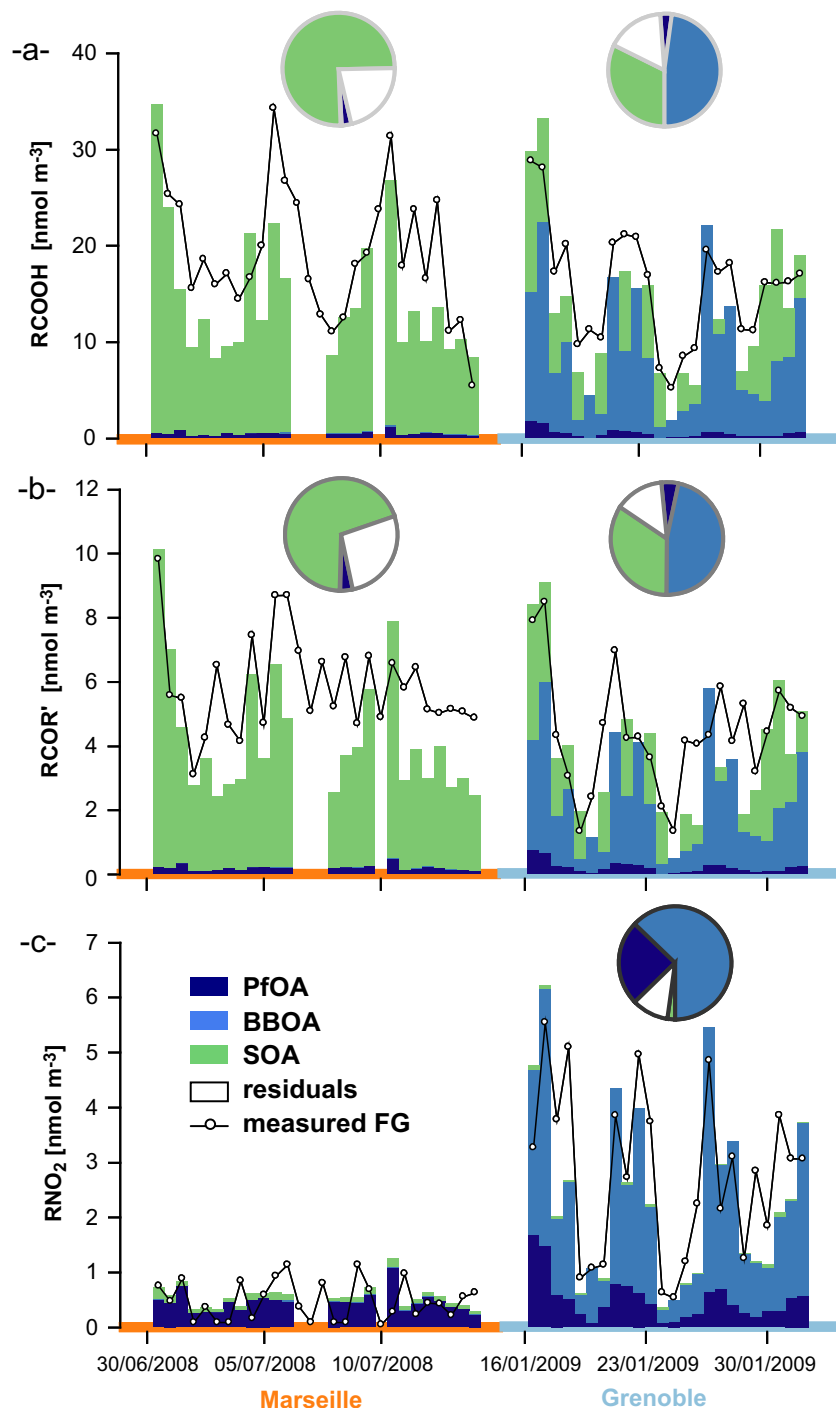 -a-
40
30
20
10
0
RCOOH [nmol m-3]
-b-
12
10
8
6
4
2
0
RCOR' [nmol m-3]
-c-
7
6
5
4
3
2
1
0
RNO2 [nmol m-3]
PfOA
BBOA
SOA
residuals
measured FG
30/06/2008 05/07/2008 10/07/2008 16/01/2009 23/01/2009 30/01/2009
Marseille Grenoble